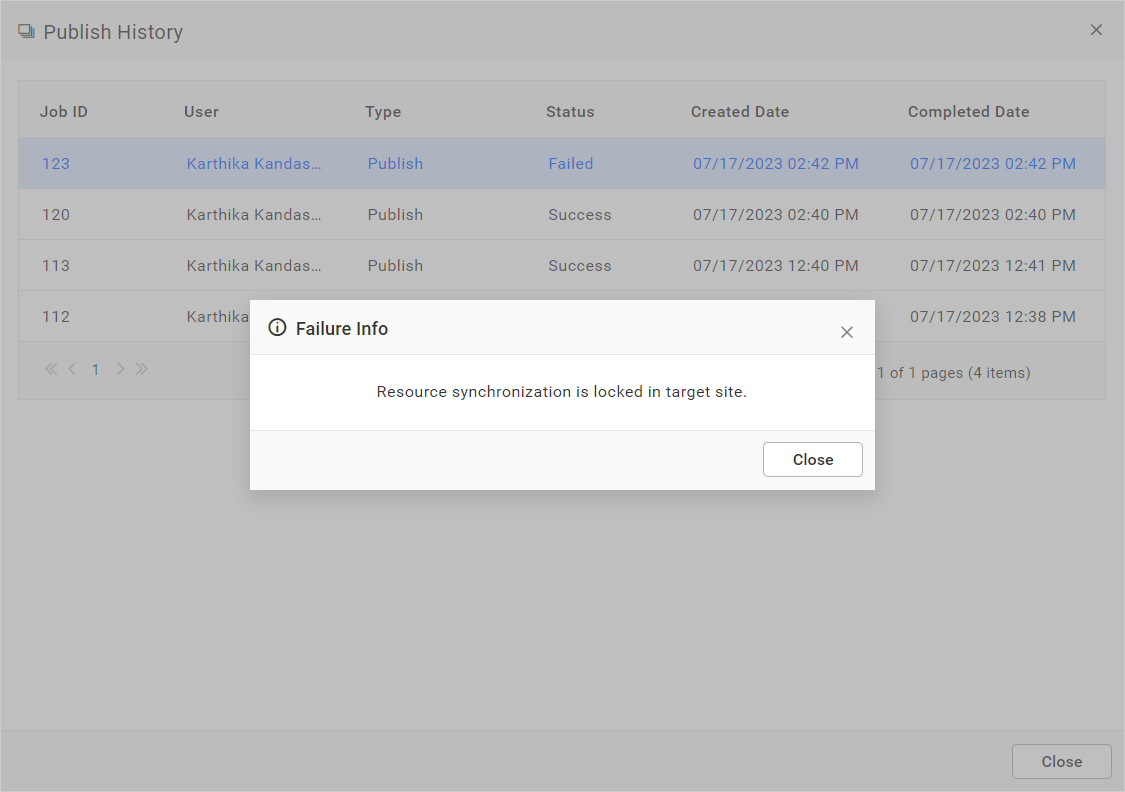 Publish History
Job ID User Type Status Created Date Completed Date
123 Karthika Kandas... Publish Failed 07/17/2023 02:42 PM 07/17/2023 02:42 PM
120 Karthika Kandas... Publish Success 07/17/2023 02:40 PM 07/17/2023 02:40 PM
113 Karthika Kandas... Publish Success 07/17/2023 12:40 PM 07/17/2023 12:41 PM
112 Karthika 07/17/2023 12:38 PM
Failure Info
Resource synchronization is locked in target site.
Close
1 1 of 1 pages (4 items)
Close